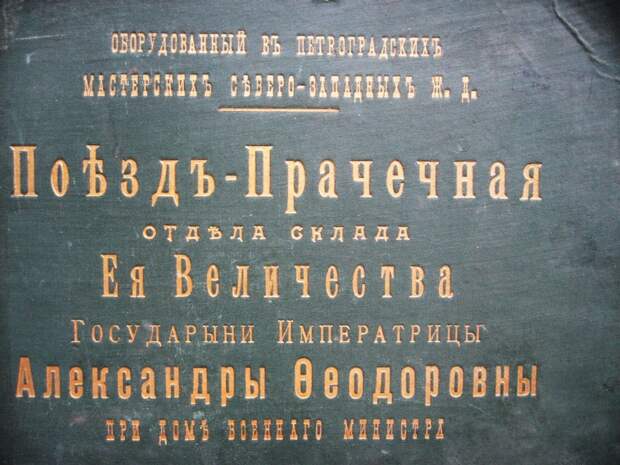 ОБОРУДОВАННЫЙ ВЪ ПЕТРОГРАДСКИХЪ
МАСТЕРСКИХЪ СѢВЕРО-ЗАПАДНЫХЪ Ж. Д.
Поѣздъ-Прачечная
ОТДѢЛА СКЛАДА
Ея Величества
Государыни Императрицы
Александры Ѳеодоровны
ПРИ ДОМѢ ВОЕННАГО МИНИСТРА